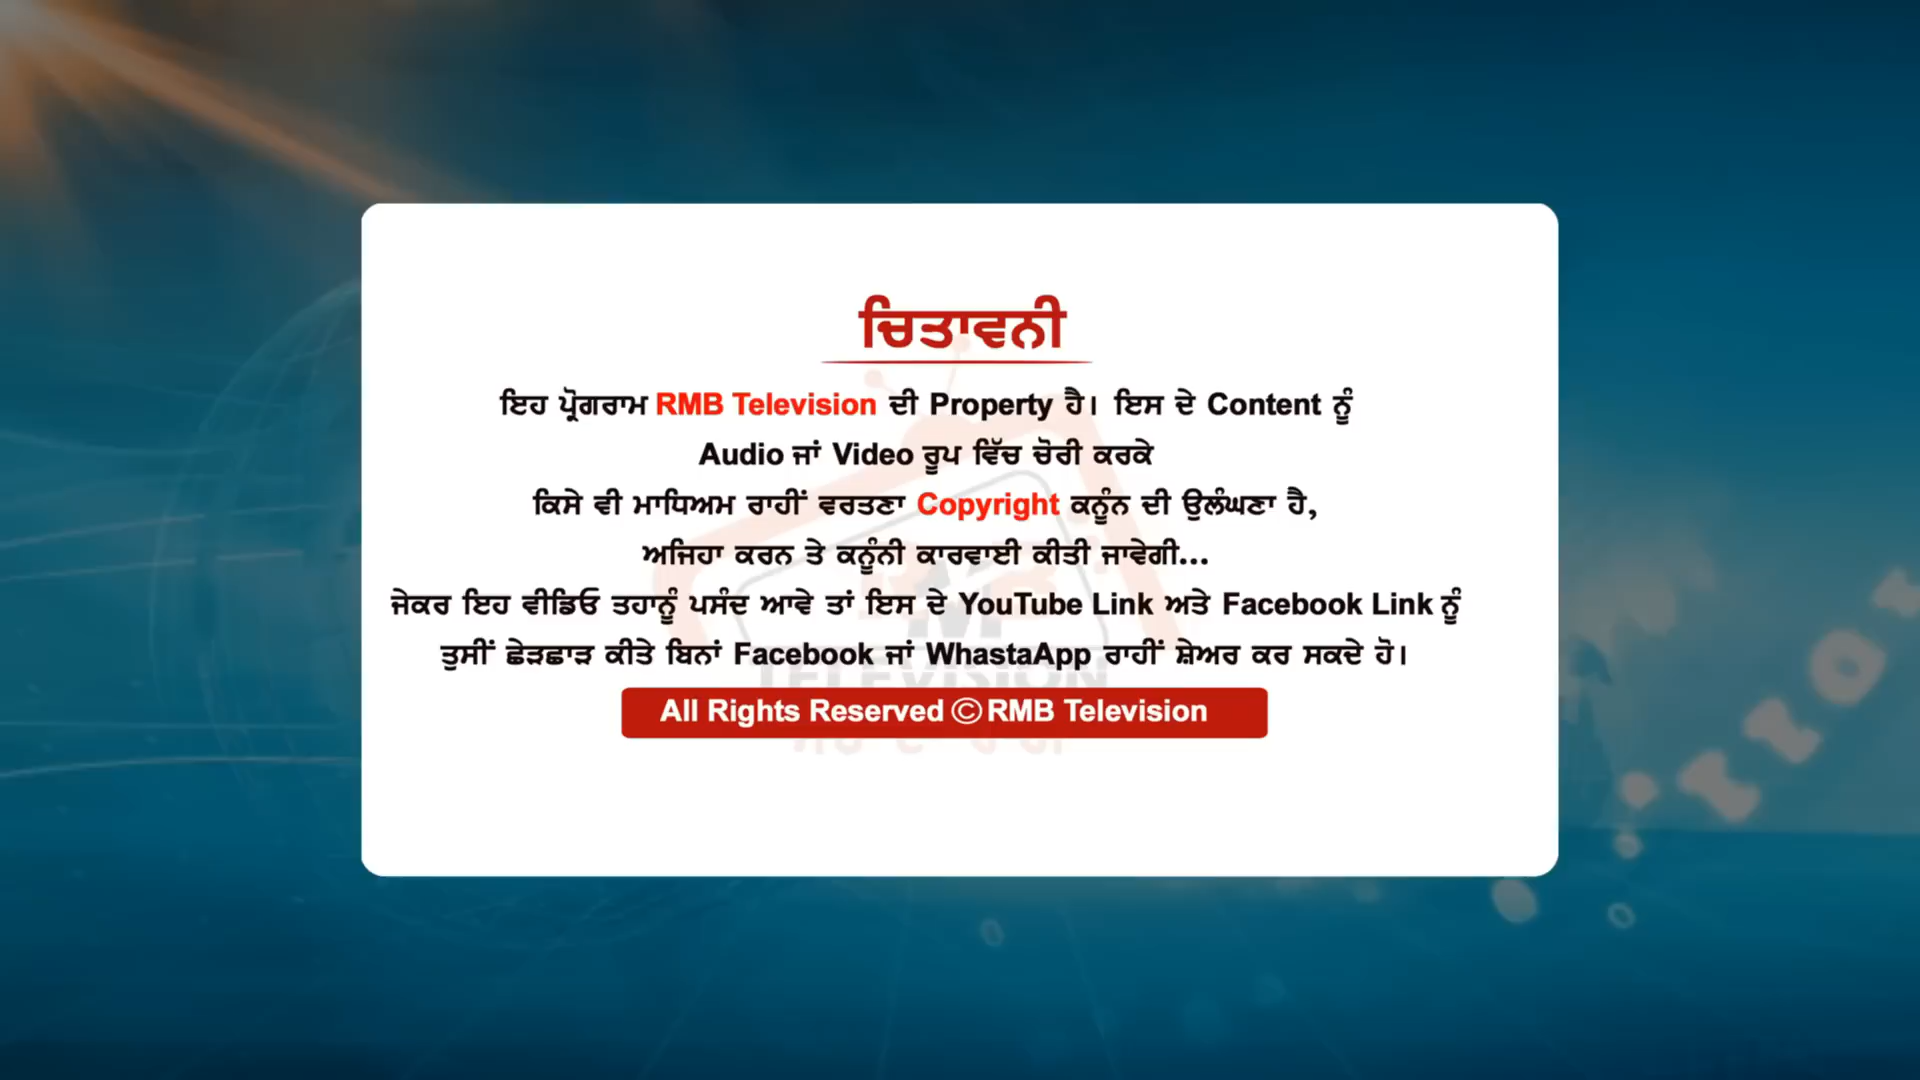 ਚਿਤਾਵਨੀ
ਇਹ ਪ੍ਰੋਗਰਾਮ RMB Television ਦੀ Property ਹੈ। ਇਸ ਦੇ Content ਨੂੰ
Audio ਜਾਂ Video ਰੂਪ ਵਿੱਚ ਚੋਰੀ ਕਰਕੇ
ਕਿਸੇ ਵੀ ਮਾਧਿਅਮ ਰਾਹੀਂ ਵਰਤਣਾ Copyright ਕਨੂੰਨ ਦੀ ਉਲੰਘਣਾ ਹੈ,
ਅਜਿਹਾ ਕਰਨ ਤੇ ਕਨੂੰਨੀ ਕਾਰਵਾਈ ਕੀਤੀ ਜਾਵੇਗੀ...
ਜੇਕਰ ਇਹ ਵੀਡਿਓ ਤਹਾਨੂੰ ਪਸੰਦ ਆਵੇ ਤਾਂ ਇਸ ਦੇ YouTube Link ਅਤੇ Facebook Link ਨੂੰ
ਤੁਸੀਂ ਛੇੜਛਾੜ ਕੀਤੇ ਬਿਨਾਂ Facebook ਜਾਂ WhastaApp ਰਾਹੀਂ ਸ਼ੇਅਰ ਕਰ ਸਕਦੇ ਹੋ।
TELEVISION
All Rights Reserved © RMB Television